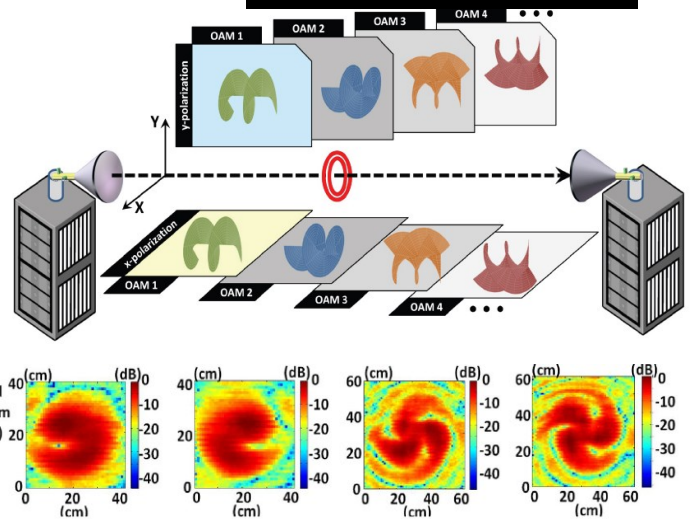 OAM 1
OAM 2
OAM 3
OAM 4
y-polarization
Y
X
x-polarization
OAM 1
OAM 2
OAM 3
OAM 4
(cm) (dB) (cm) (dB) (cm) (dB) (cm) (dB)
40 0 40 0 60 0 60 0
-10 -10 -10 -10
20 -20 20 -20 40 -20 40 -20
-30 -30 20 -30 20 -30
-40 -40 -40 -40
0 0 0 0
0 20 40 0 20 40 0 20 40 60 0 20 40 60
(cm) (cm) (cm) (cm)